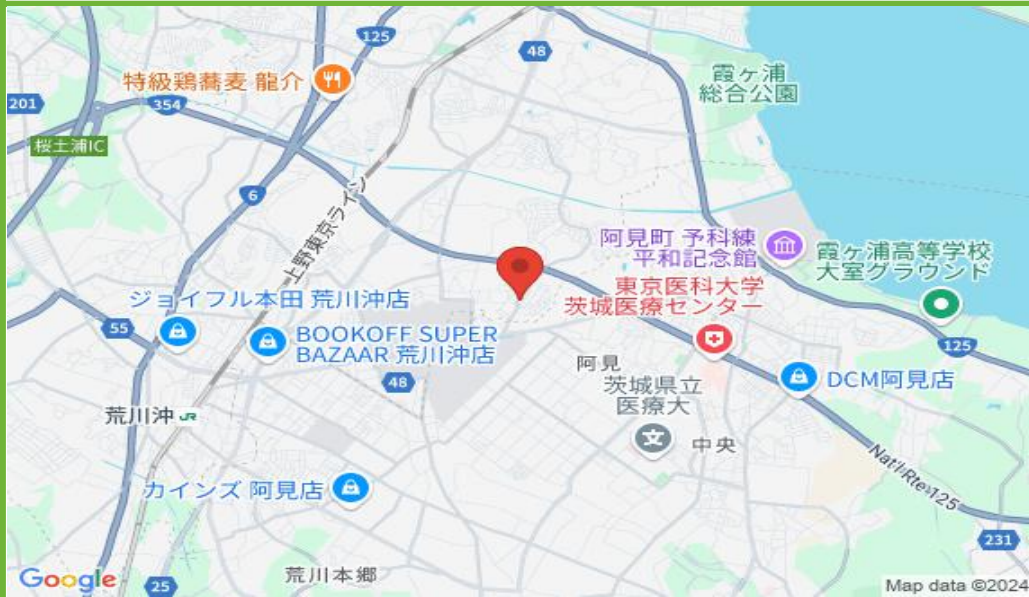 125
48
特級鶏蕎麦 龍介
霞ヶ浦
総合公園
201
354
桜土浦IC
6
上野東京ライン
阿見町 予科練
平和記念館
霞ヶ浦高等学校
大室グラウンド
東京医科大学
茨城医療センター
ジョイフル本田 荒川沖店
55
BOOKOFF SUPER
BAZAAR 荒川沖店
125
阿見
48
茨城県立
医療大
DCM阿見店
荒川沖 JR
中央
Nat'l Rte 125
カインズ 阿見店
231
荒川本郷
Google
25
Map data ©2024